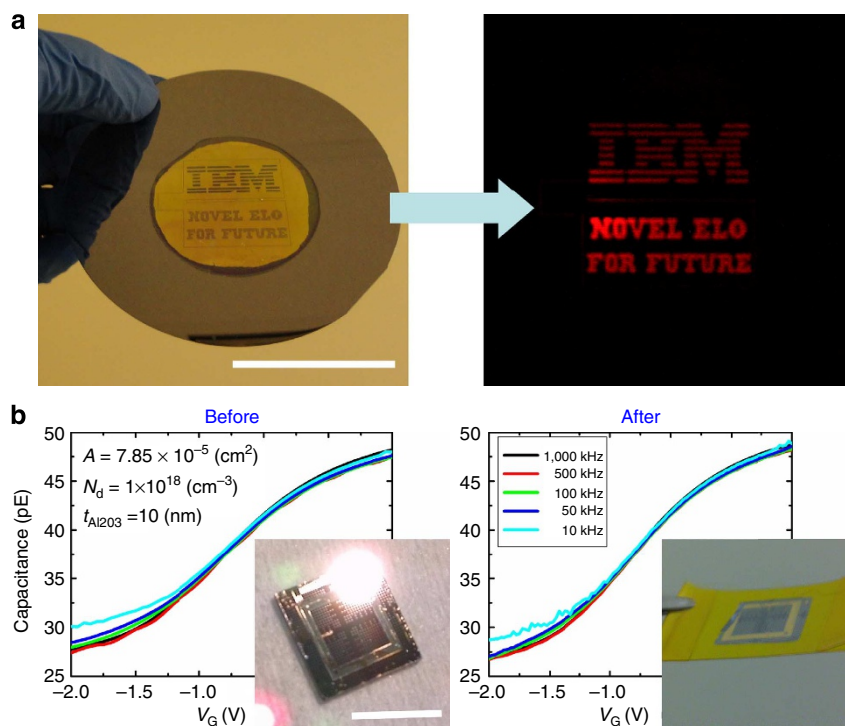 a
IBM
NOVEL ELO
FOR FUTURE
IBM
NOVEL ELO
FOR FUTURE
b
Before
After
50
45
40
35
30
25
Capacitance (pE)
A = 7.85 × 10⁻⁵ (cm²)
N_d = 1×10¹⁸ (cm⁻³)
t_Al203 =10 (nm)
–2.0
–1.5
–1.0
V_G (V)
50
45
40
35
30
25
1,000 kHz
500 kHz
100 kHz
50 kHz
10 kHz
–2.0
–1.5
–1.0
V_G (V)